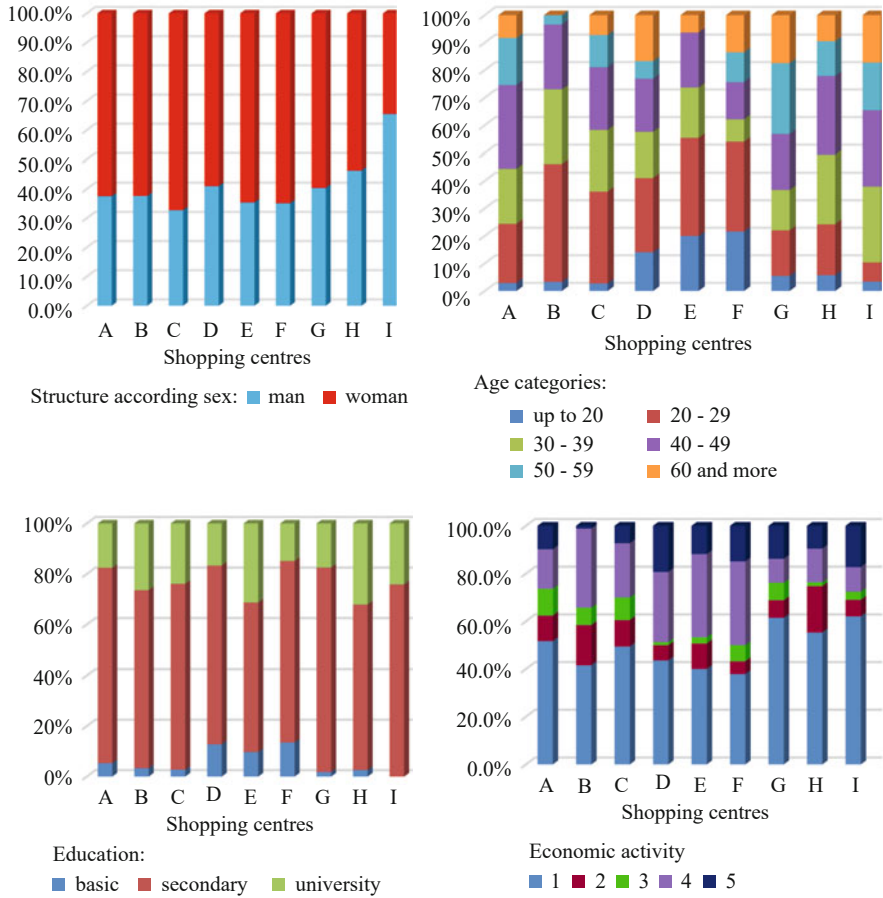 100.0%
90.0%
80.0%
70.0%
60.0%
50.0%
40.0%
30.0%
20.0%
10.0%
0.0%
A B C D E F G H I
Shopping centres
Structure according sex: man woman
100%
90%
80%
70%
60%
50%
40%
30%
20%
10%
0%
A B C D E F G H I
Shopping centres
Age categories:
up to 20 20 - 29
30 - 39 40 - 49
50 - 59 60 and more
100%
80%
60%
40%
20%
0%
A B C D E F G H I
Shopping centres
Education:
basic secondary university
100.0%
80.0%
60.0%
40.0%
20.0%
0.0%
A B C D E F G H I
Shopping centres
Economic activity
1 2 3 4 5